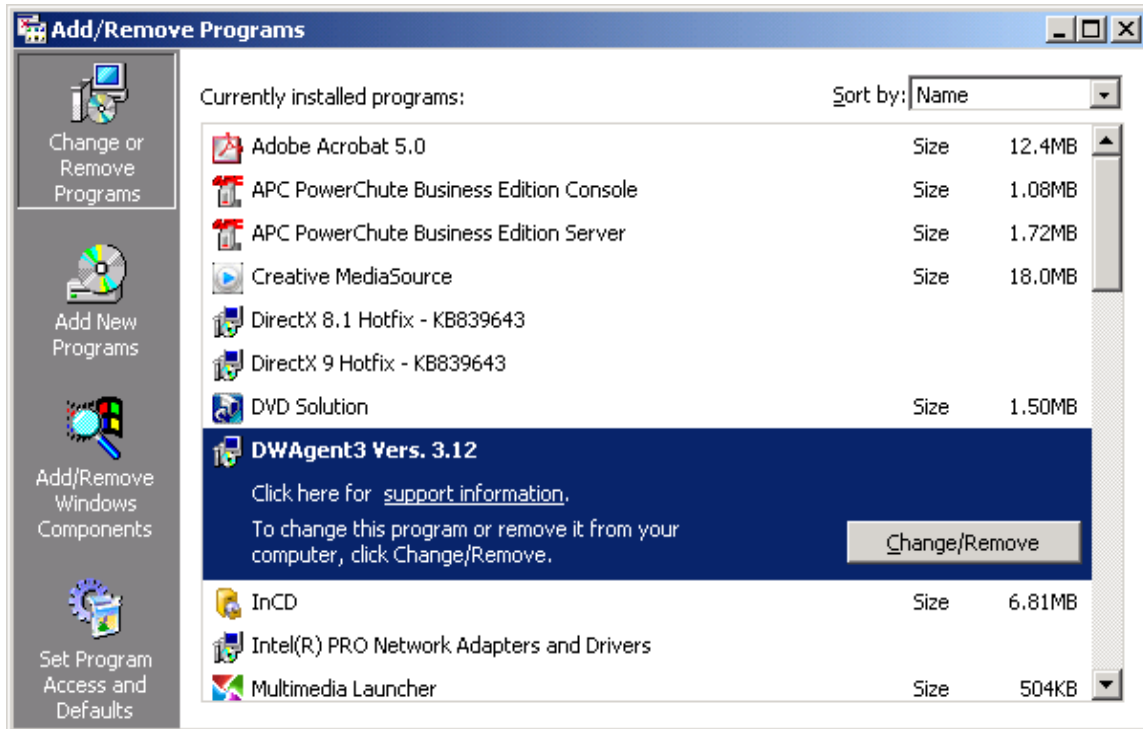 Add/Remove Programs
Change or
Remove
Programs
Add New
Programs
Add/Remove
Windows
Components
Set Program
Access and
Defaults
Currently installed programs:
Sort by: Name
Adobe Acrobat 5.0 Size 12.4MB
APC PowerChute Business Edition Console Size 1.08MB
APC PowerChute Business Edition Server Size 1.72MB
Creative MediaSource Size 18.0MB
DirectX 8.1 Hotfix - KB839643
DirectX 9 Hotfix - KB839643
DVD Solution Size 1.50MB
DWAgent3 Vers. 3.12
Click here for support information.
To change this program or remove it from your
computer, click Change/Remove.
Change/Remove
InCD Size 6.81MB
Intel(R) PRO Network Adapters and Drivers
Multimedia Launcher Size 504KB